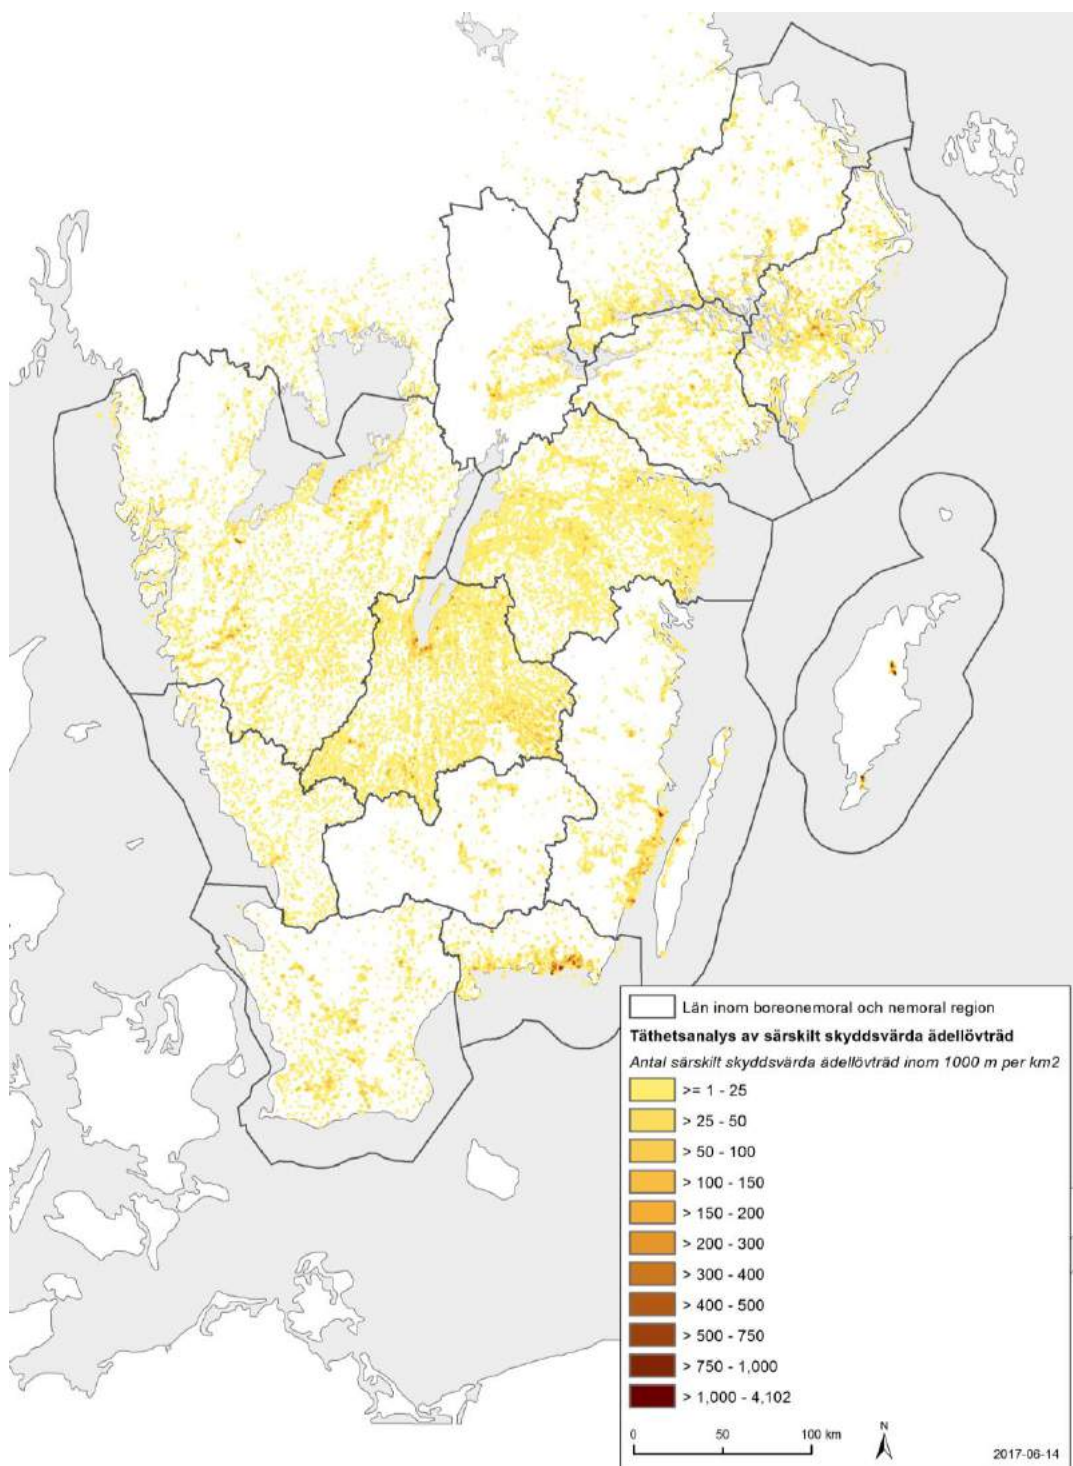 Län inom boreonemoral och nemoral region
Täthetsanalys av särskilt skyddsvärda ädellövträd
Antal särskilt skyddsvärda ädellövträd inom 1000 m per km2
>= 1 - 25
> 25 - 50
> 50 - 100
> 100 - 150
> 150 - 200
> 200 - 300
> 300 - 400
> 400 - 500
> 500 - 750
> 750 - 1,000
> 1,000 - 4,102
0 50 100 km
N
2017-06-14